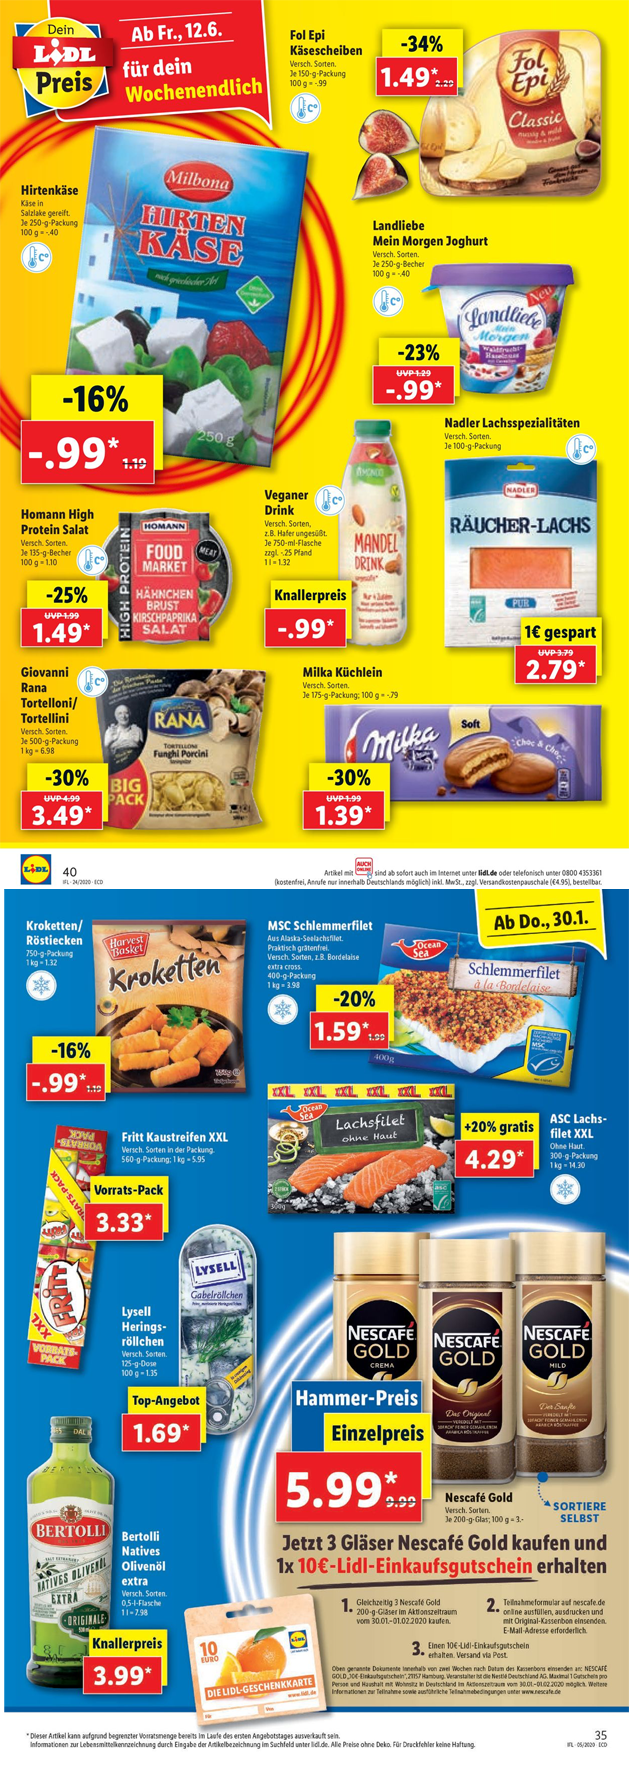 Dein
LIDL
Preis
Ab Fr., 12.6.
für dein
Wochenendlich
Fol Epi
Käsescheiben
Versch. Sorten.
Je 150-g-Packung
100 g = -.99
-34%
1.49* 2.29
Fol
Epi
Classic
nussig & mild
Hirtenkäse
Käse in
Salzlake gereift.
Je 250-g-Packung
100 g = -.40
Milbona
HIRTEN
KÄSE
nach griechischer Art
250 g
-16%
-.99* 1.19
Landliebe
Mein Morgen Joghurt
Versch. Sorten.
Je 250-g-Becher
100 g = -.40
Neu
Landliebe
Mein
Morgen
Waldfrucht-
Haselnuss
-23%
UVP 1.29
-.99*
Nadler Lachsspezialitäten
Versch. Sorten.
Je 100-g-Packung
NADLER
RÄUCHER-LACHS
PUR
1€ gespart
UVP 3.79
2.79*
Homann High
Protein Salat
Versch. Sorten.
Je 135-g-Becher
100 g = 1.10
-25%
UVP 1.99
1.49*
HOMANN
HIGH PROTEIN
FOOD
MARKET
MEAT
HÄHNCHEN
BRUST
KIRSCHPAPRIKA
SALAT
Veganer
Drink
Versch. Sorten,
z.B. Hafer ungesüßt.
Je 750-ml-Flasche
zzgl. -.25 Pfand
1 l = 1.32
Knallerpreis
-.99*
MANDEL
DRINK
Giovanni
Rana
Tortelloni/
Tortellini
Versch. Sorten.
Je 500-g-Packung
1 kg = 6.98
-30%
UVP 4.99
3.49*
GIOVANNI
RANA
TORTELLONI
Funghi Porcini
BIG
PACK
Milka Küchlein
Versch. Sorten.
Je 175-g-Packung; 100 g = -.79
-30%
UVP 1.99
1.39*
Milka
Soft
Choc & Choc
LIDL
40
IFL · 24/2020 · ECD
Artikel mit AUCH ONLINE sind ab sofort auch im Internet unter lidl.de oder telefonisch unter 0800 4353361
(kostenfrei, Anrufe nur innerhalb Deutschlands möglich) inkl. MwSt., zzgl. Versandkostenpauschale (€4.95), bestellbar.
Ab Do., 30.1.
Kroketten/
Röstiecken
750-g-Packung
1 kg = 1.32
-16%
-.99* 1.19
Harvest
Basket
Kroketten
MSC Schlemmerfilet
Aus Alaska-Seelachsfilet.
Praktisch grätenfrei.
Versch. Sorten, z.B. Bordelaise
extra cross.
400-g-Packung
1 kg = 3.98
-20%
1.59* 1.99
Ocean
Sea
Schlemmerfilet
à la Bordelaise
400g
MSC
XXL XXL XXL XXL XXL XXL
Ocean
Sea
Lachsfilet
ohne Haut
300g
+20% gratis
4.29*
ASC Lachs-
filet XXL
Ohne Haut.
300-g-Packung
1 kg = 14.30
Fritt Kaustreifen XXL
Versch. Sorten in der Packung.
560-g-Packung; 1 kg = 5.95
Vorrats-Pack
3.33*
VORRATS-PACK
FRITT
XXL
VORRATS-
PACK
Lysell
Herings-
röllchen
Versch. Sorten.
125-g-Dose
100 g = 1.35
Top-Angebot
1.69*
LYSELL
Gabelröllchen
NESCAFÉ
GOLD
CREMA
NESCAFÉ
GOLD
Das Original
NESCAFÉ
GOLD
MILD
Der Sanfte
Hammer-Preis
Einzelpreis
5.99* 9.99
Nescafé Gold
Versch. Sorten.
Je 200-g-Glas; 100 g = 3.-
SORTIERE
SELBST
Bertolli
Natives
Olivenöl
extra
Versch. Sorten.
0,5-l-Flasche
1 l = 7.98
Knallerpreis
3.99*
BERTOLLI
NATIVES OLIVENÖL
EXTRA
ORIGINALE
Jetzt 3 Gläser Nescafé Gold kaufen und
1x 10€-Lidl-Einkaufsgutschein erhalten
1. Gleichzeitig 3 Nescafé Gold
200-g-Gläser im Aktionszeitraum
vom 30.01.-01.02.2020 kaufen.
2. Teilnahmeformular auf nescafe.de
online ausfüllen, ausdrucken und
mit Original-Kassenbon einsenden.
E-Mail-Adresse erforderlich.
3. Einen 10€-Lidl-Einkaufsgutschein
erhalten. Versand via Post.
10
EURO
DIE LIDL-GESCHENKKARTE
Oben genannte Dokumente innerhalb von zwei Wochen nach Datum des Kassenbons einsenden an: NESCAFÉ
GOLD „10€-Einkaufsgutschein“, 21157 Hamburg. Veranstalter ist die Nestlé Deutschland AG. Maximal 1 Gutschein pro
Person und Haushalt mit Wohnsitz in Deutschland im Aktionszeitraum vom 30.01.-01.02.2020 möglich. Weitere
Informationen zur Teilnahme sowie ausführliche Teilnahmebedingungen unter www.nescafe.de
* Dieser Artikel kann aufgrund begrenzter Vorratsmenge bereits im Laufe des ersten Angebotstages ausverkauft sein.
Informationen zur Lebensmittelkennzeichnung durch Eingabe der Artikelbezeichnung im Suchfeld unter lidl.de. Alle Preise ohne Deko. Für Druckfehler keine Haftung.
35
IFL · 05/2020 · ECD